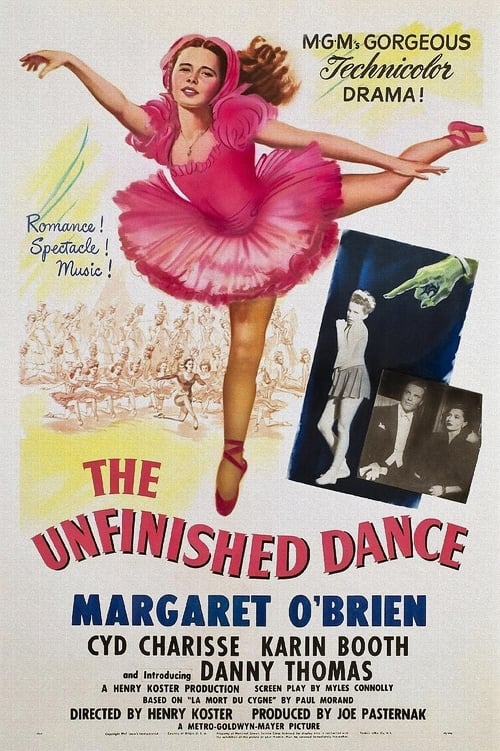 M·G·M's GORGEOUS
Technicolor
DRAMA!
Romance!
Spectacle!
Music!
THE
UNFINISHED DANCE
MARGARET O'BRIEN
CYD CHARISSE KARIN BOOTH
and Introducing DANNY THOMAS
A HENRY KOSTER PRODUCTION SCREEN PLAY BY MYLES CONNOLLY
BASED ON "LA MORT DU CYGNE" BY PAUL MORAND
DIRECTED BY HENRY KOSTER PRODUCED BY JOE PASTERNAK
A METRO-GOLDWYN-MAYER PICTURE